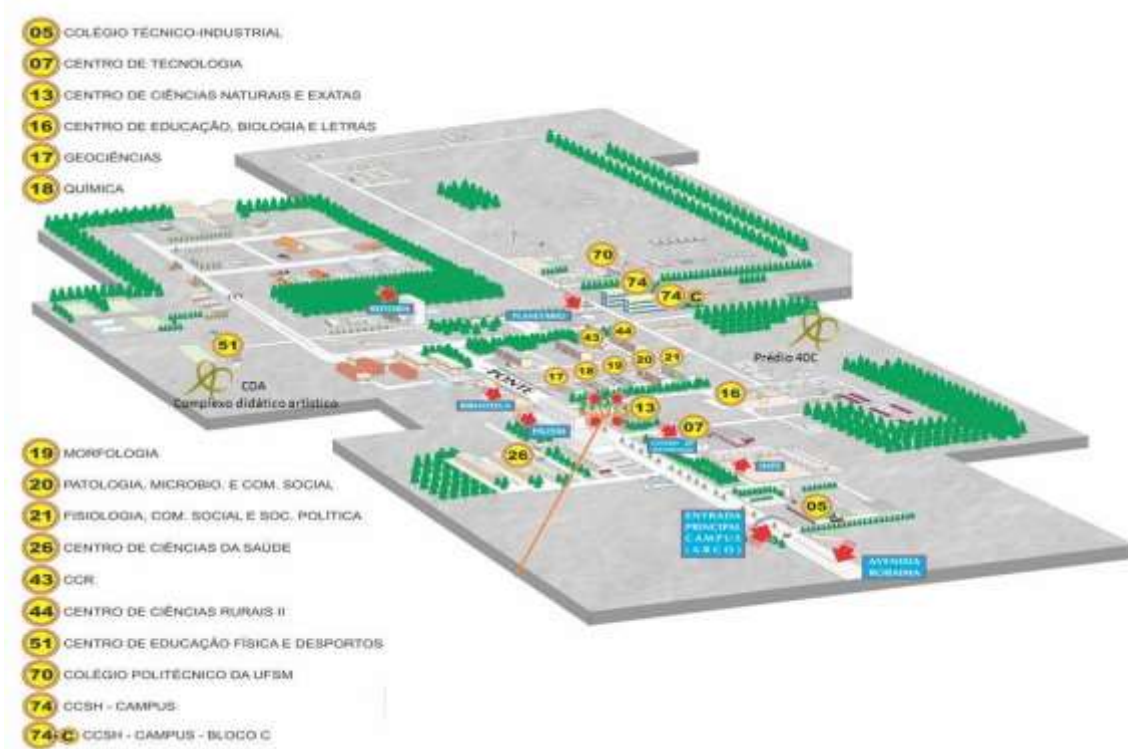 05 COLÉGIO TÉCNICO-INDUSTRIAL
07 CENTRO DE TECNOLOGIA
13 CENTRO DE CIÊNCIAS NATURAIS E EXATAS
16 CENTRO DE EDUCAÇÃO, BIOLOGIA E LETRAS
17 GEOCIÊNCIAS
18 QUÍMICA
70
74
74 C
REITORIA
PLANETÁRIO
43
44
51
Prédio 40C
CDA
Complexo didático artístico
PONTE
17
18
19
20
21
16
BIBLIOTECA
13
07
26
05
ENTRADA
PRINCIPAL
CAMPUS
(ARCO)
AVENIDA
RORAIMA
19 MORFOLOGIA
20 PATOLOGIA, MICROBIO. E COM. SOCIAL
21 FISIOLOGIA, COM. SOCIAL E SOC. POLÍTICA
26 CENTRO DE CIÊNCIAS DA SAÚDE
43 CCR
44 CENTRO DE CIÊNCIAS RURAIS II
51 CENTRO DE EDUCAÇÃO FÍSICA E DESPORTOS
70 COLÉGIO POLITÉCNICO DA UFSM
74 CCSH - CAMPUS
74 C CCSH - CAMPUS - BLOCO C